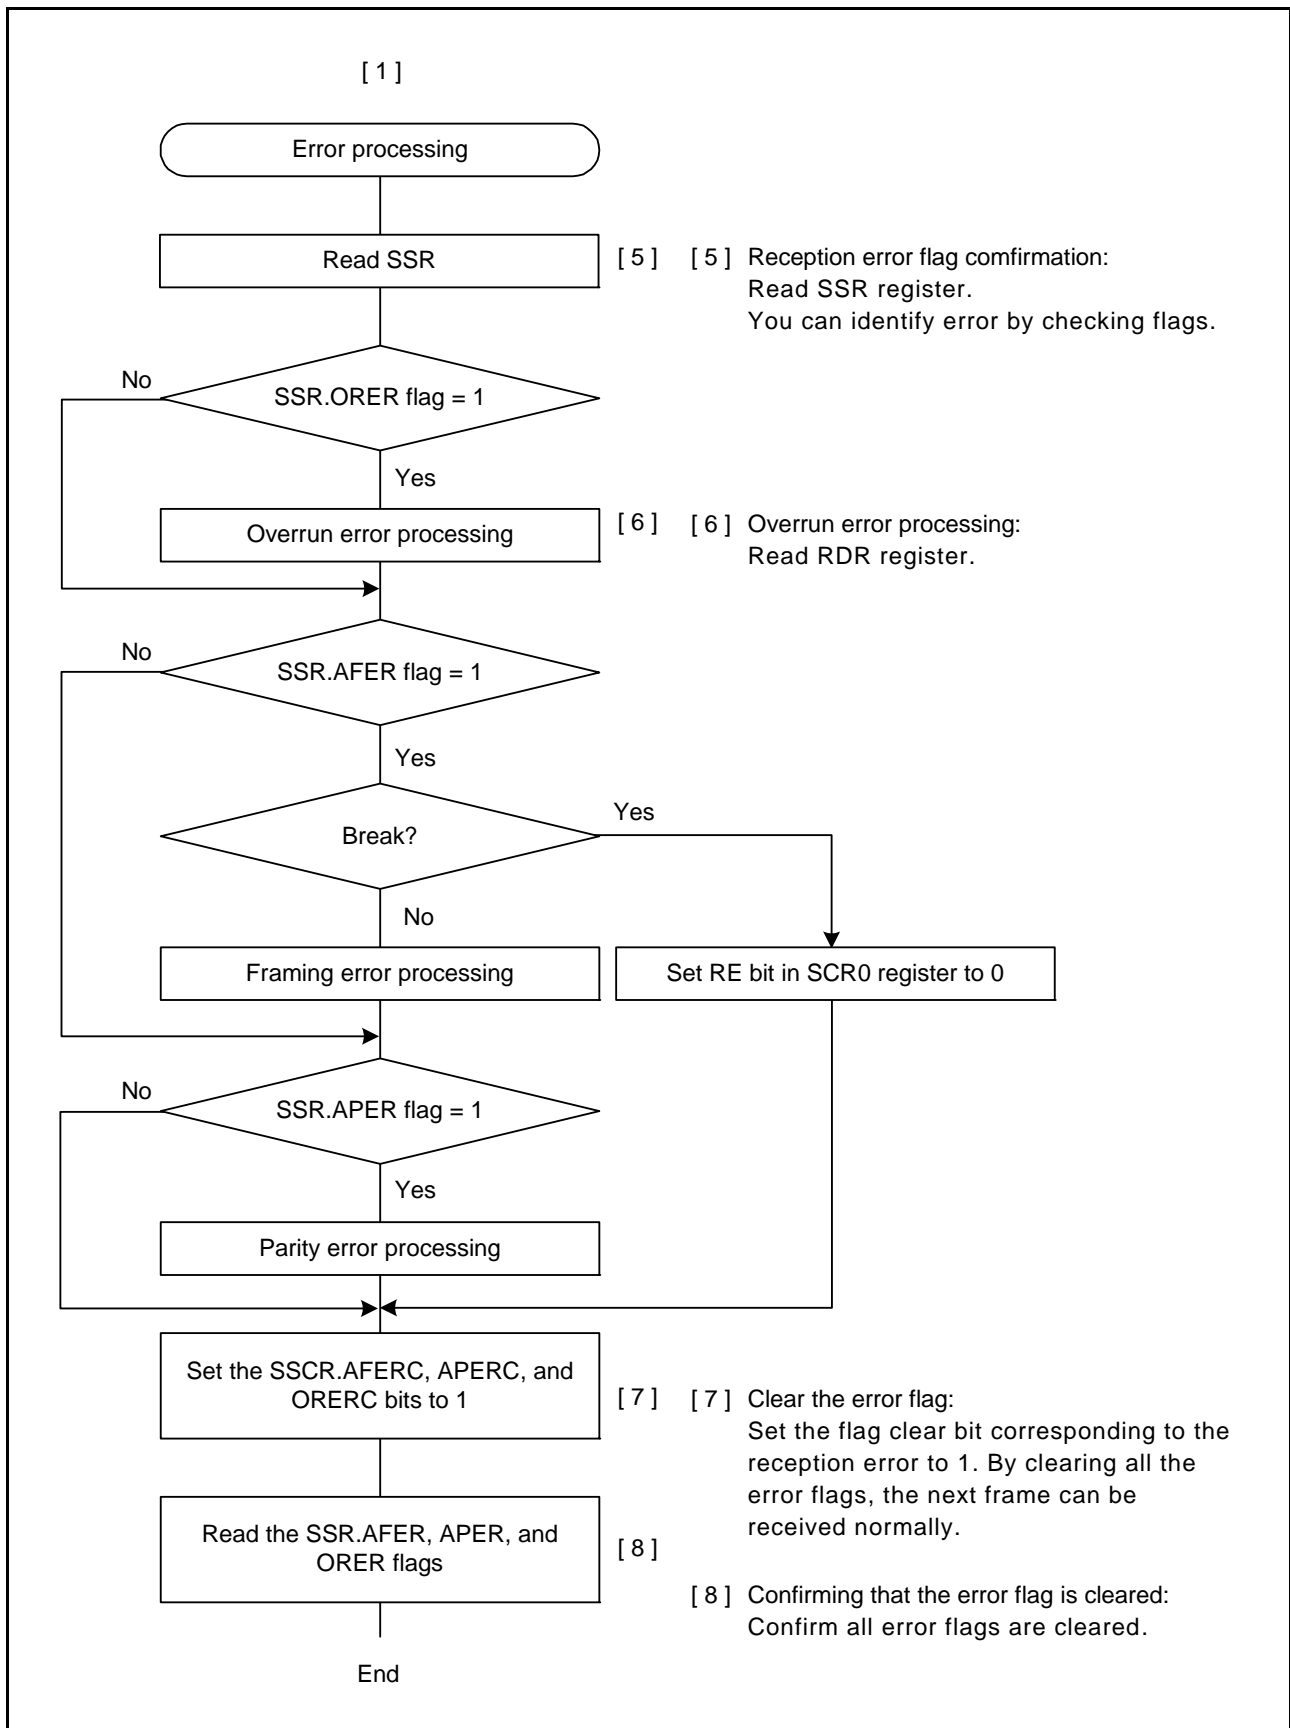 [ 1 ]
Error processing
Read SSR
[ 5 ]
[ 5 ] Reception error flag comfirmation:
Read SSR register.
You can identify error by checking flags.
No
SSR.ORER flag = 1
Yes
Overrun error processing
[ 6 ]
[ 6 ] Overrun error processing:
Read RDR register.
No
SSR.AFER flag = 1
Yes
Break?
Yes
No
Framing error processing
Set RE bit in SCR0 register to 0
No
SSR.APER flag = 1
Yes
Parity error processing
Set the SSCR.AFERC, APERC, and
ORERC bits to 1
[ 7 ]
[ 7 ] Clear the error flag:
Set the flag clear bit corresponding to the
reception error to 1. By clearing all the
error flags, the next frame can be
received normally.
Read the SSR.AFER, APER, and
ORER flags
[ 8 ]
[ 8 ] Confirming that the error flag is cleared:
Confirm all error flags are cleared.
End